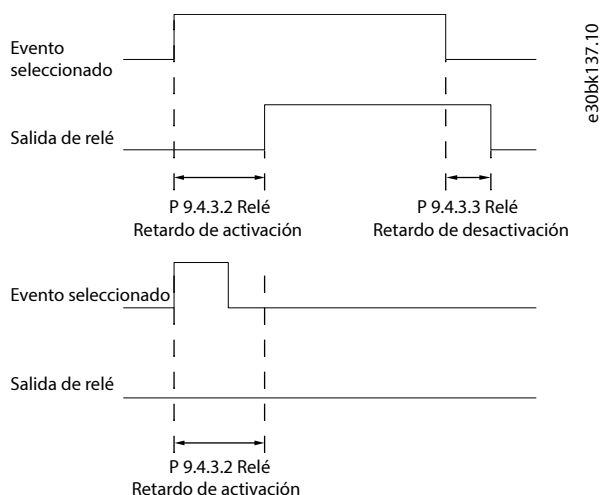 Evento
seleccionado
Salida de relé
P 9.4.3.2 Relé
Retardo de activación
P 9.4.3.3 Relé
Retardo de desactivación
Evento seleccionado
Salida de relé
P 9.4.3.2 Relé
Retardo de activación
e30bk137.10